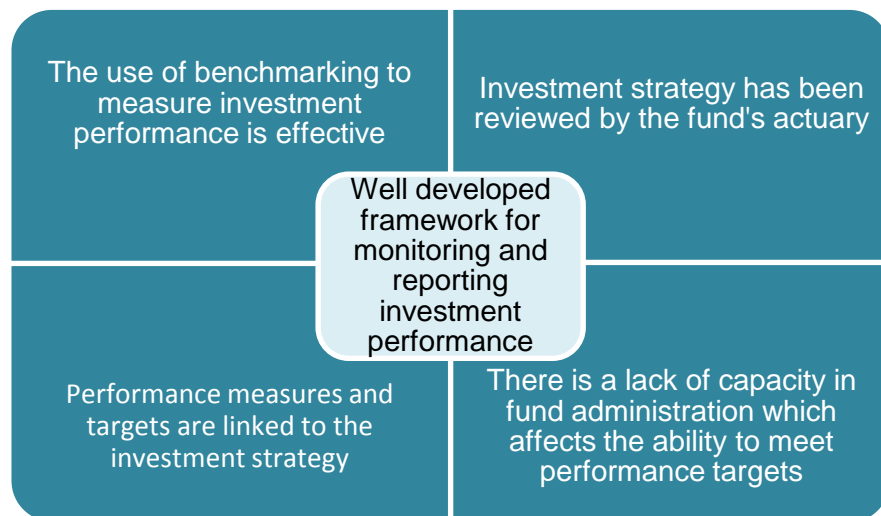 The use of benchmarking to
measure investment
performance is effective
Investment strategy has been
reviewed by the fund's actuary
Well developed
framework for
monitoring and
reporting
investment
performance
Performance measures and
targets are linked to the
investment strategy
There is a lack of capacity in
fund administration which
affects the ability to meet
performance targets